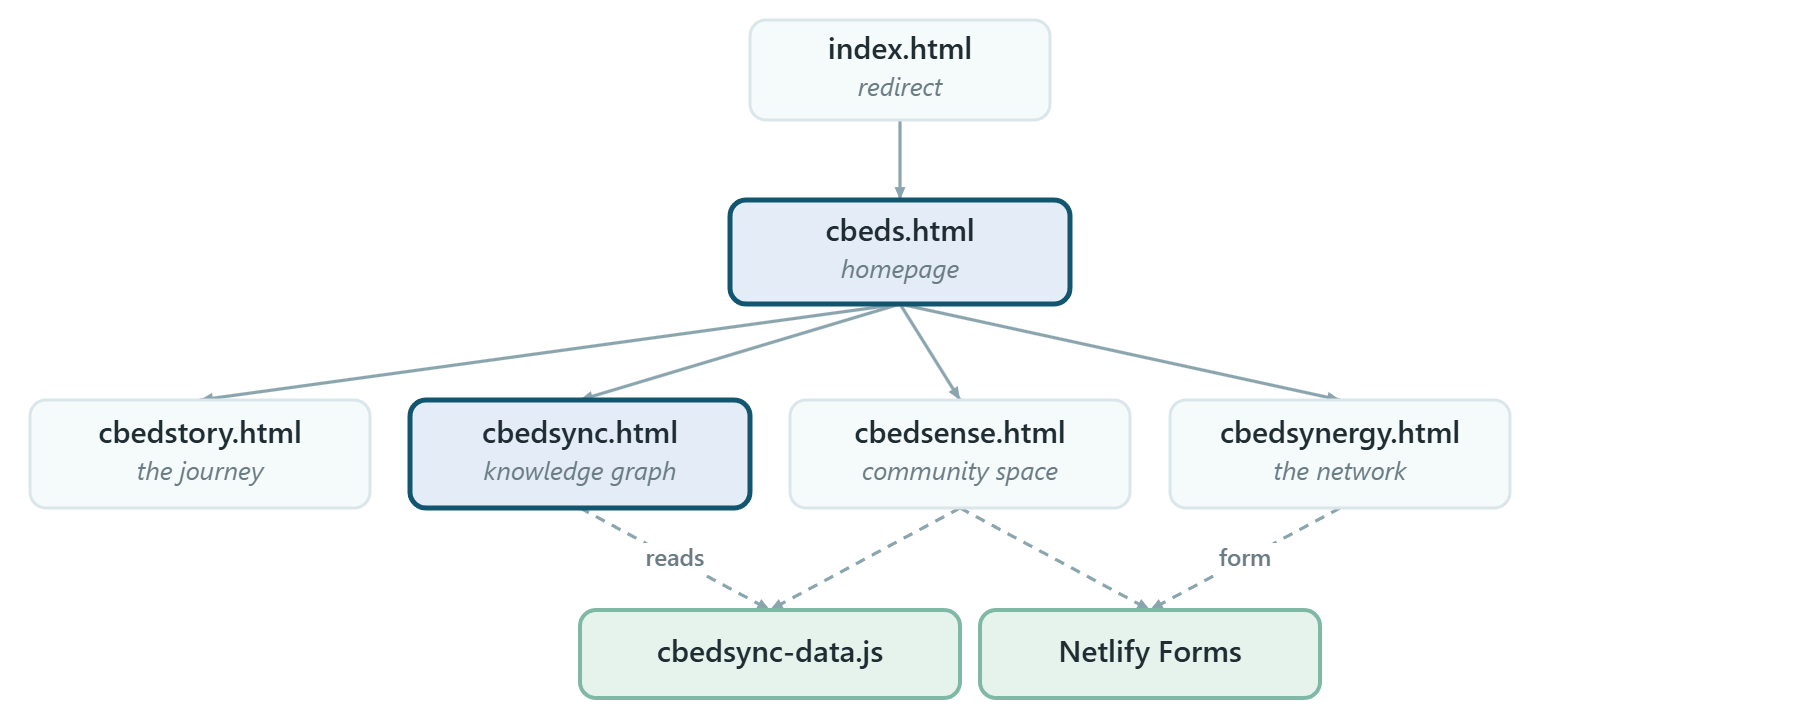 index.html
redirect
cbeds.html
homepage
cbedstory.html
the journey
cbedsync.html
knowledge graph
cbedsense.html
community space
cbedsynergy.html
the network
reads
form
cbedsync-data.js
Netlify Forms